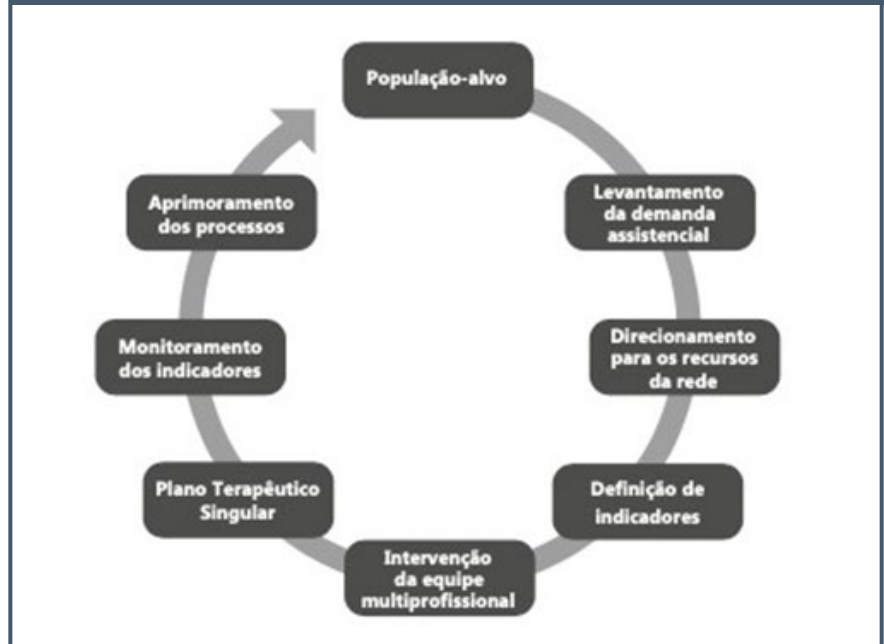 População-alvo
Levantamento
da demanda
assistencial
Direcionamento
para os recursos
da rede
Definição de
indicadores
Intervenção
da equipe
multiprofissional
Plano Terapêutico
Singular
Monitoramento
dos indicadores
Aprimoramento
dos processos